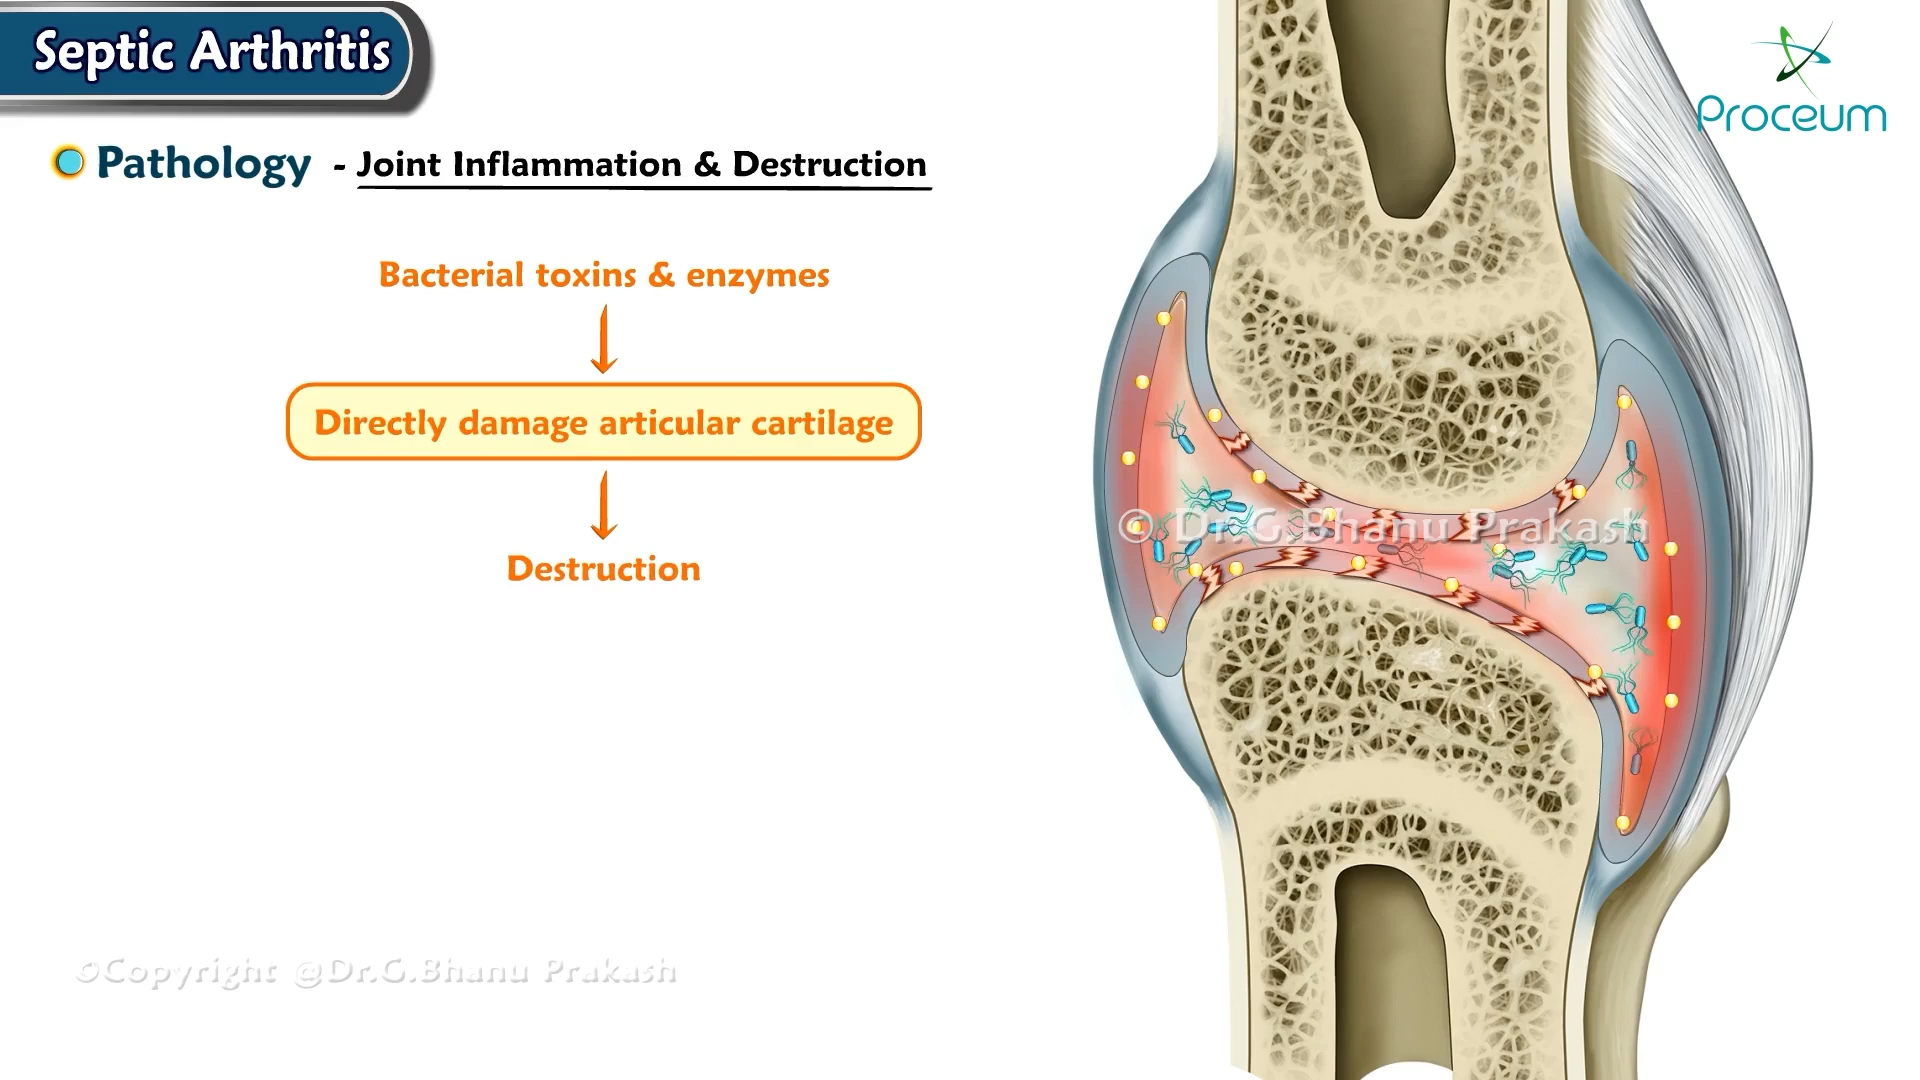 Septic Arthritis
Proceum
Pathology - Joint Inflammation & Destruction
Bacterial toxins & enzymes
Directly damage articular cartilage
© Dr.G.Bhanu Prakash
Destruction
©Copyright @Dr.G.Bhanu Prakash